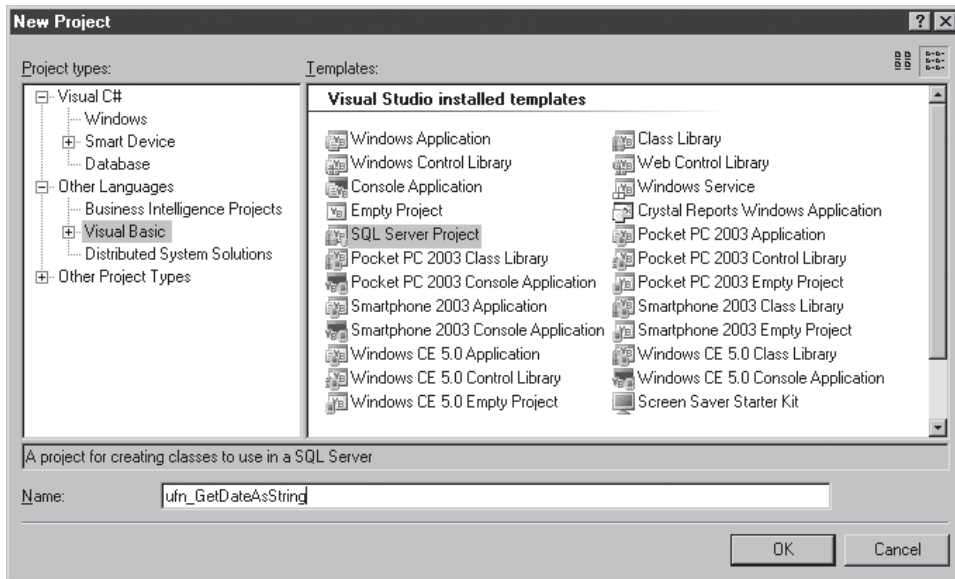 New Project
Project types:
Templates:
Visual C#
Windows
Smart Device
Database
Other Languages
Business Intelligence Projects
Visual Basic
Distributed System Solutions
Other Project Types
Visual Studio installed templates
Windows Application
Class Library
Windows Control Library
Web Control Library
Console Application
Windows Service
Empty Project
Crystal Reports Windows Application
SQL Server Project
Pocket PC 2003 Application
Pocket PC 2003 Class Library
Pocket PC 2003 Control Library
Pocket PC 2003 Console Application
Pocket PC 2003 Empty Project
Smartphone 2003 Application
Smartphone 2003 Class Library
Smartphone 2003 Console Application
Smartphone 2003 Empty Project
Windows CE 5.0 Application
Windows CE 5.0 Class Library
Windows CE 5.0 Control Library
Windows CE 5.0 Console Application
Windows CE 5.0 Empty Project
Screen Saver Starter Kit
A project for creating classes to use in a SQL Server
Name:
ufn_GetDateAsString
OK
Cancel